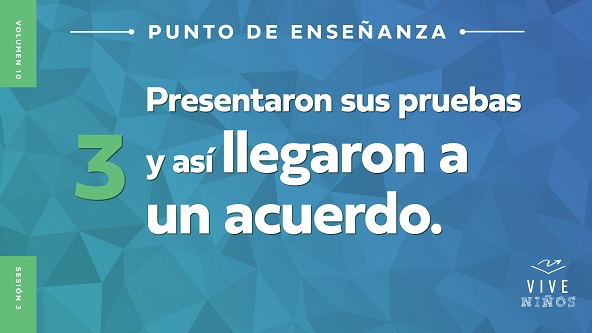 VOLUMEN 10
PUNTO DE ENSEÑANZA
3
Presentaron sus pruebas
y así llegaron a
un acuerdo.
SESIÓN 3
VIVE
NIÑOS